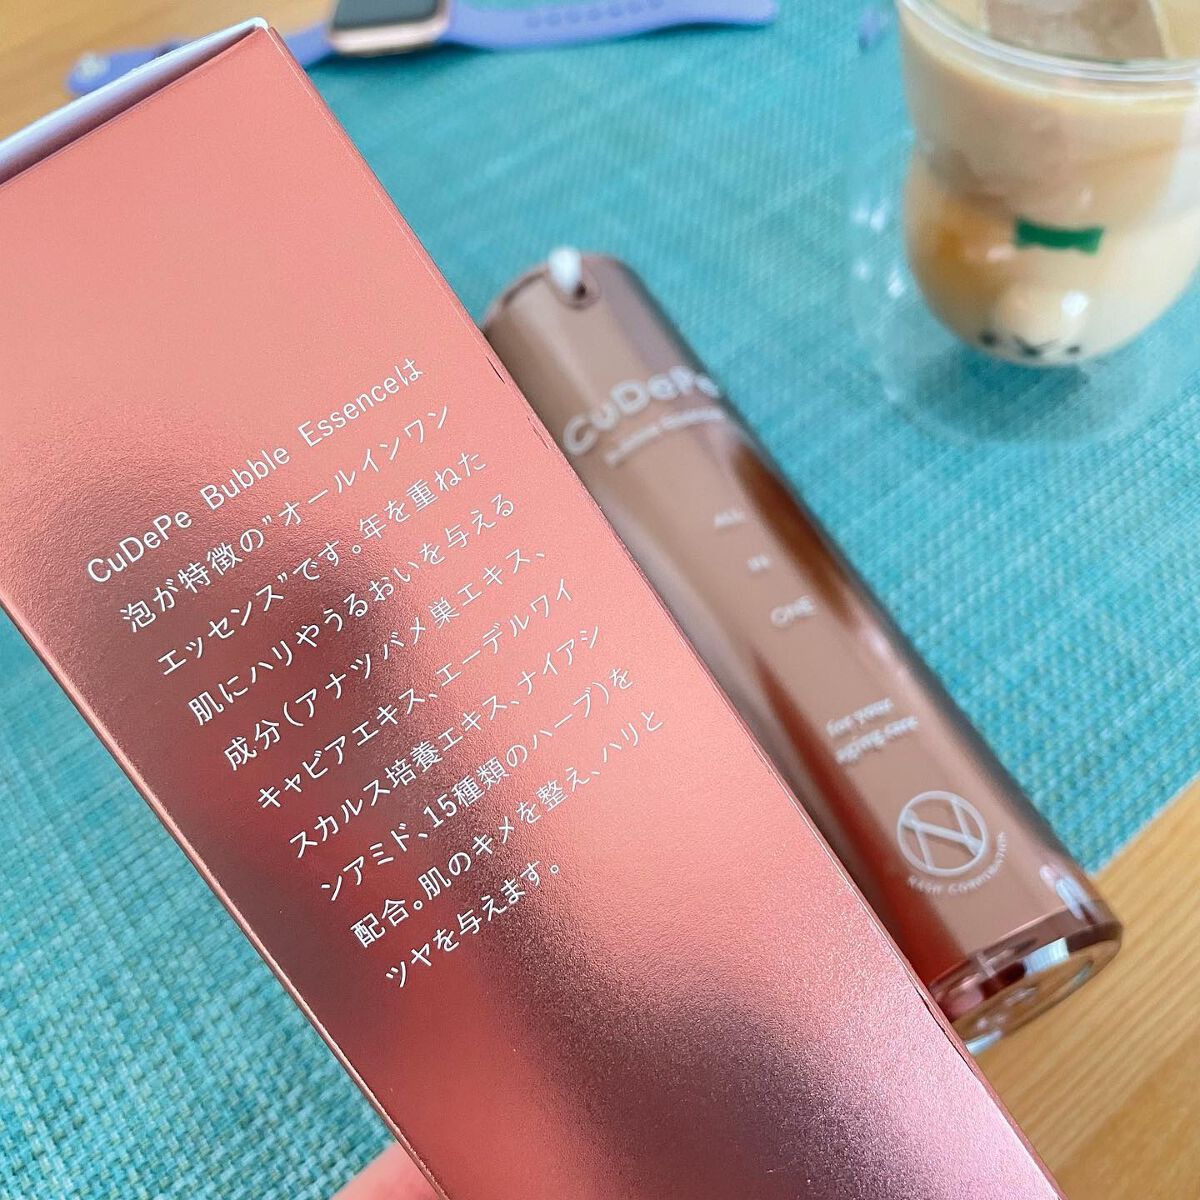 CuDePe Bubble Essenceは
泡が特徴の"オールインワン
エッセンス"です。年を重ねた
肌にハリやうるおいを与える
成分(アナツバメ巣エキス、
キャビアエキス、エーデルワイ
スカルス培養エキス、ナイアシ
ンアミド、15種類のハーブ)を
配合。肌のキメを整え、ハリと
ツヤを与えます。
CuDePe
ALL
IN
ONE
for your
aging care